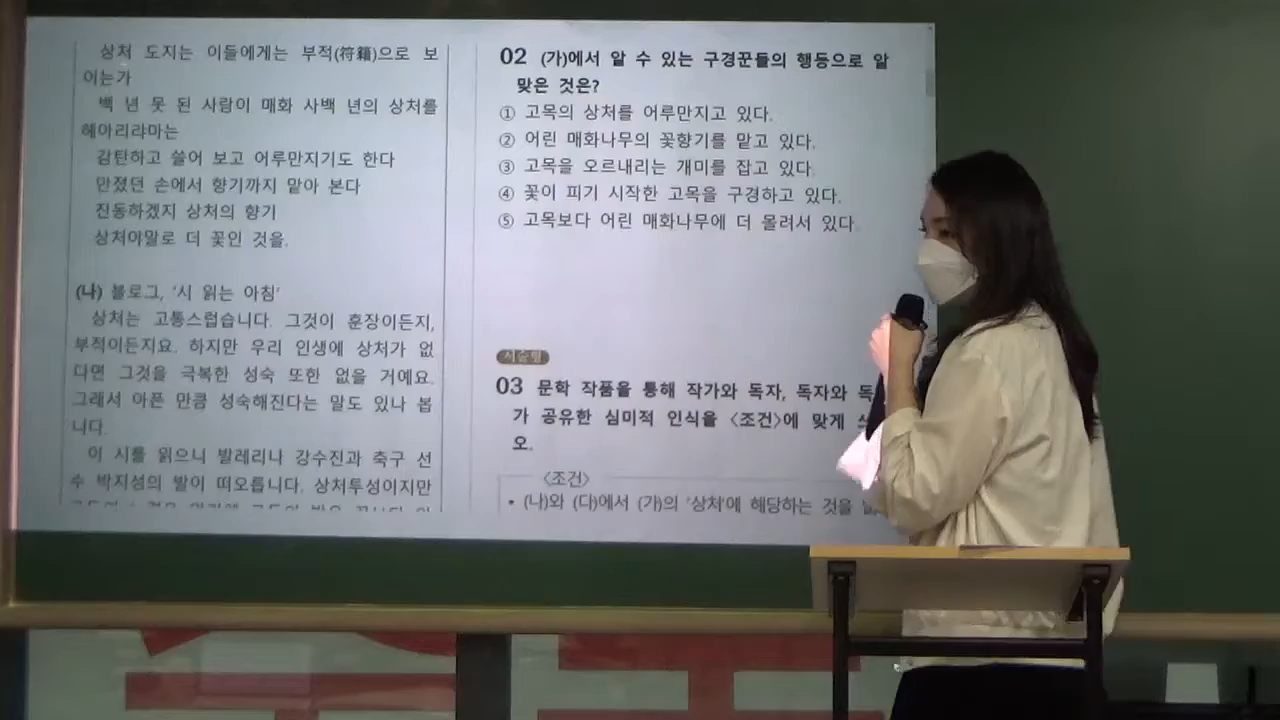 상처 도지는 이들에게는 부적(符籍)으로 보
이는가
백 년 못 된 사람이 매화 사백 년의 상처를
헤아리랴마는
감탄하고 쓸어 보고 어루만지기도 한다
만졌던 손에서 향기까지 맡아 본다
진동하겠지 상처의 향기
상처야말로 더 꽃인 것을.
(나) 블로그, '시 읽는 아침'
상처는 고통스럽습니다. 그것이 훈장이든지,
부적이든지요. 하지만 우리 인생에 상처가 없
다면 그것을 극복한 성숙 또한 없을 거예요.
그래서 아픈 만큼 성숙해진다는 말도 있나 봅
니다.
이 시를 읽으니 발레리나 강수진과 축구 선
수 박지성의 발이 떠오릅니다. 상처투성이지만
02 (가)에서 알 수 있는 구경꾼들의 행동으로 알
맞은 것은?
① 고목의 상처를 어루만지고 있다.
② 어린 매화나무의 꽃향기를 맡고 있다.
③ 고목을 오르내리는 개미를 잡고 있다.
④ 꽃이 피기 시작한 고목을 구경하고 있다.
⑤ 고목보다 어린 매화나무에 더 몰려서 있다.
서술형
03 문학 작품을 통해 작가와 독자, 독자와 독
가 공유한 심미적 인식을 <조건>에 맞게
오.
<조건>
• (나)와 (다)에서 (가)의 '상처'에 해당하는 것을